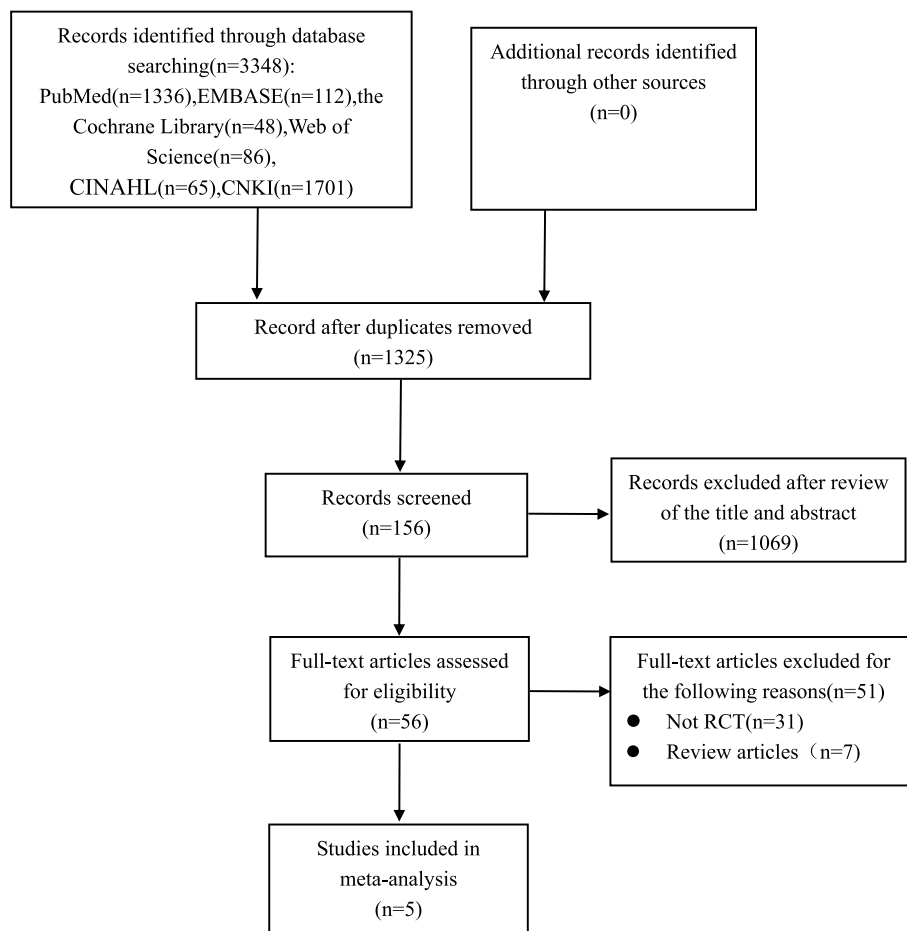 Records identified through database
searching(n=3348):
PubMed(n=1336),EMBASE(n=112),the
Cochrane Library(n=48),Web of
Science(n=86),
CINAHL(n=65),CNKI(n=1701)
Additional records identified
through other sources
(n=0)
Record after duplicates removed
(n=1325)
Records screened
(n=156)
Records excluded after review
of the title and abstract
(n=1069)
Full-text articles assessed
for eligibility
(n=56)
Full-text articles excluded for
the following reasons(n=51)
● Not RCT(n=31)
● Review articles（n=7)
Studies included in
meta-analysis
(n=5)